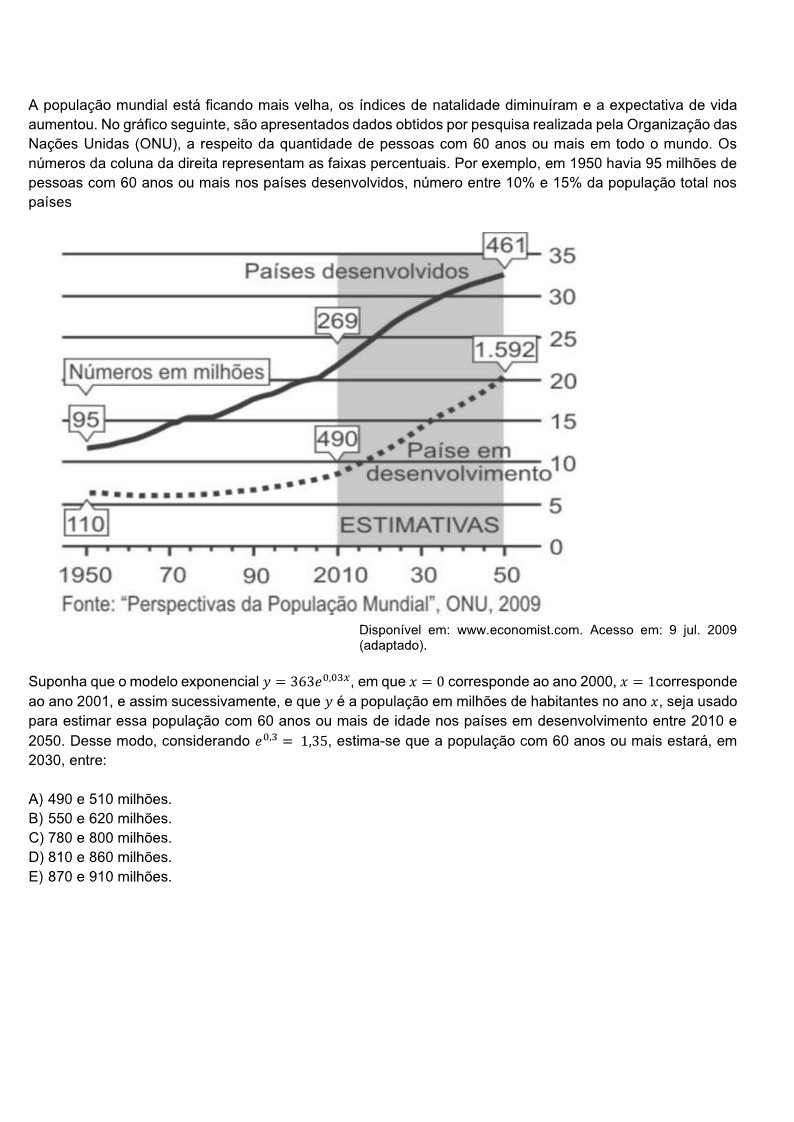 A população mundial está ficando mais velha, os índices de natalidade diminuíram e a expectativa de vida
aumentou. No gráfico seguinte, são apresentados dados obtidos por pesquisa realizada pela Organização das
Nações Unidas (ONU), a respeito da quantidade de pessoas com 60 anos ou mais em todo o mundo. Os
números da coluna da direita representam as faixas percentuais. Por exemplo, em 1950 havia 95 milhões de
pessoas com 60 anos ou mais nos países desenvolvidos, número entre 10% e 15% da população total nos
países
461
35
Países desenvolvidos
30
269
25
1.592
Números em milhões
20
95
15
490
Paíse em
desenvolvimento
10
5
110
ESTIMATIVAS
0
1950 70 90 2010 30 50
Fonte: “Perspectivas da População Mundial”, ONU, 2009
Disponível em: www.economist.com. Acesso em: 9 jul. 2009
(adaptado).
Suponha que o modelo exponencial y = 363e^{0,03x}, em que x = 0 corresponde ao ano 2000, x = 1corresponde
ao ano 2001, e assim sucessivamente, e que y é a população em milhões de habitantes no ano x, seja usado
para estimar essa população com 60 anos ou mais de idade nos países em desenvolvimento entre 2010 e
2050. Desse modo, considerando e^{0,3} = 1,35, estima-se que a população com 60 anos ou mais estará, em
2030, entre:
A) 490 e 510 milhões.
B) 550 e 620 milhões.
C) 780 e 800 milhões.
D) 810 e 860 milhões.
E) 870 e 910 milhões.